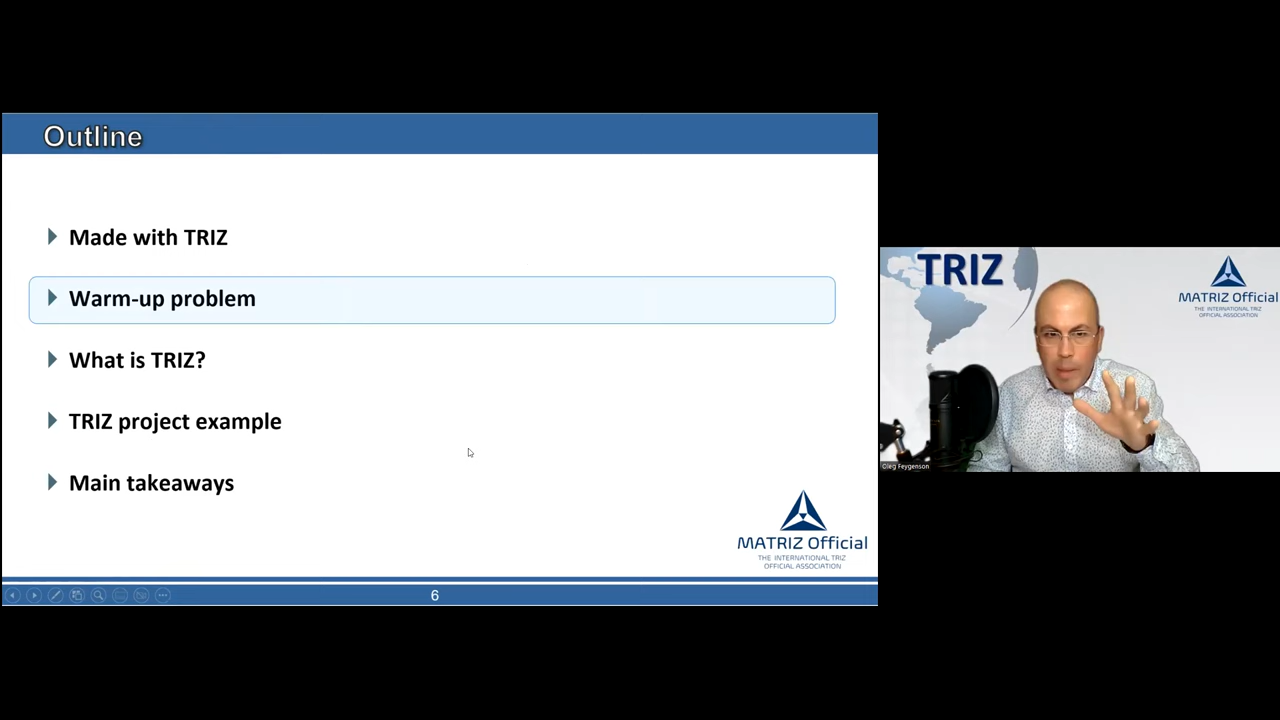 Outline
Made with TRIZ
Warm-up problem
What is TRIZ?
TRIZ project example
Main takeaways
MATRIZ Official
THE INTERNATIONAL TRIZ
OFFICIAL ASSOCIATION
6
TRIZ
MATRIZ Official
THE INTERNATIONAL TRIZ
OFFICIAL ASSOCIATION
Oleg Feygenson